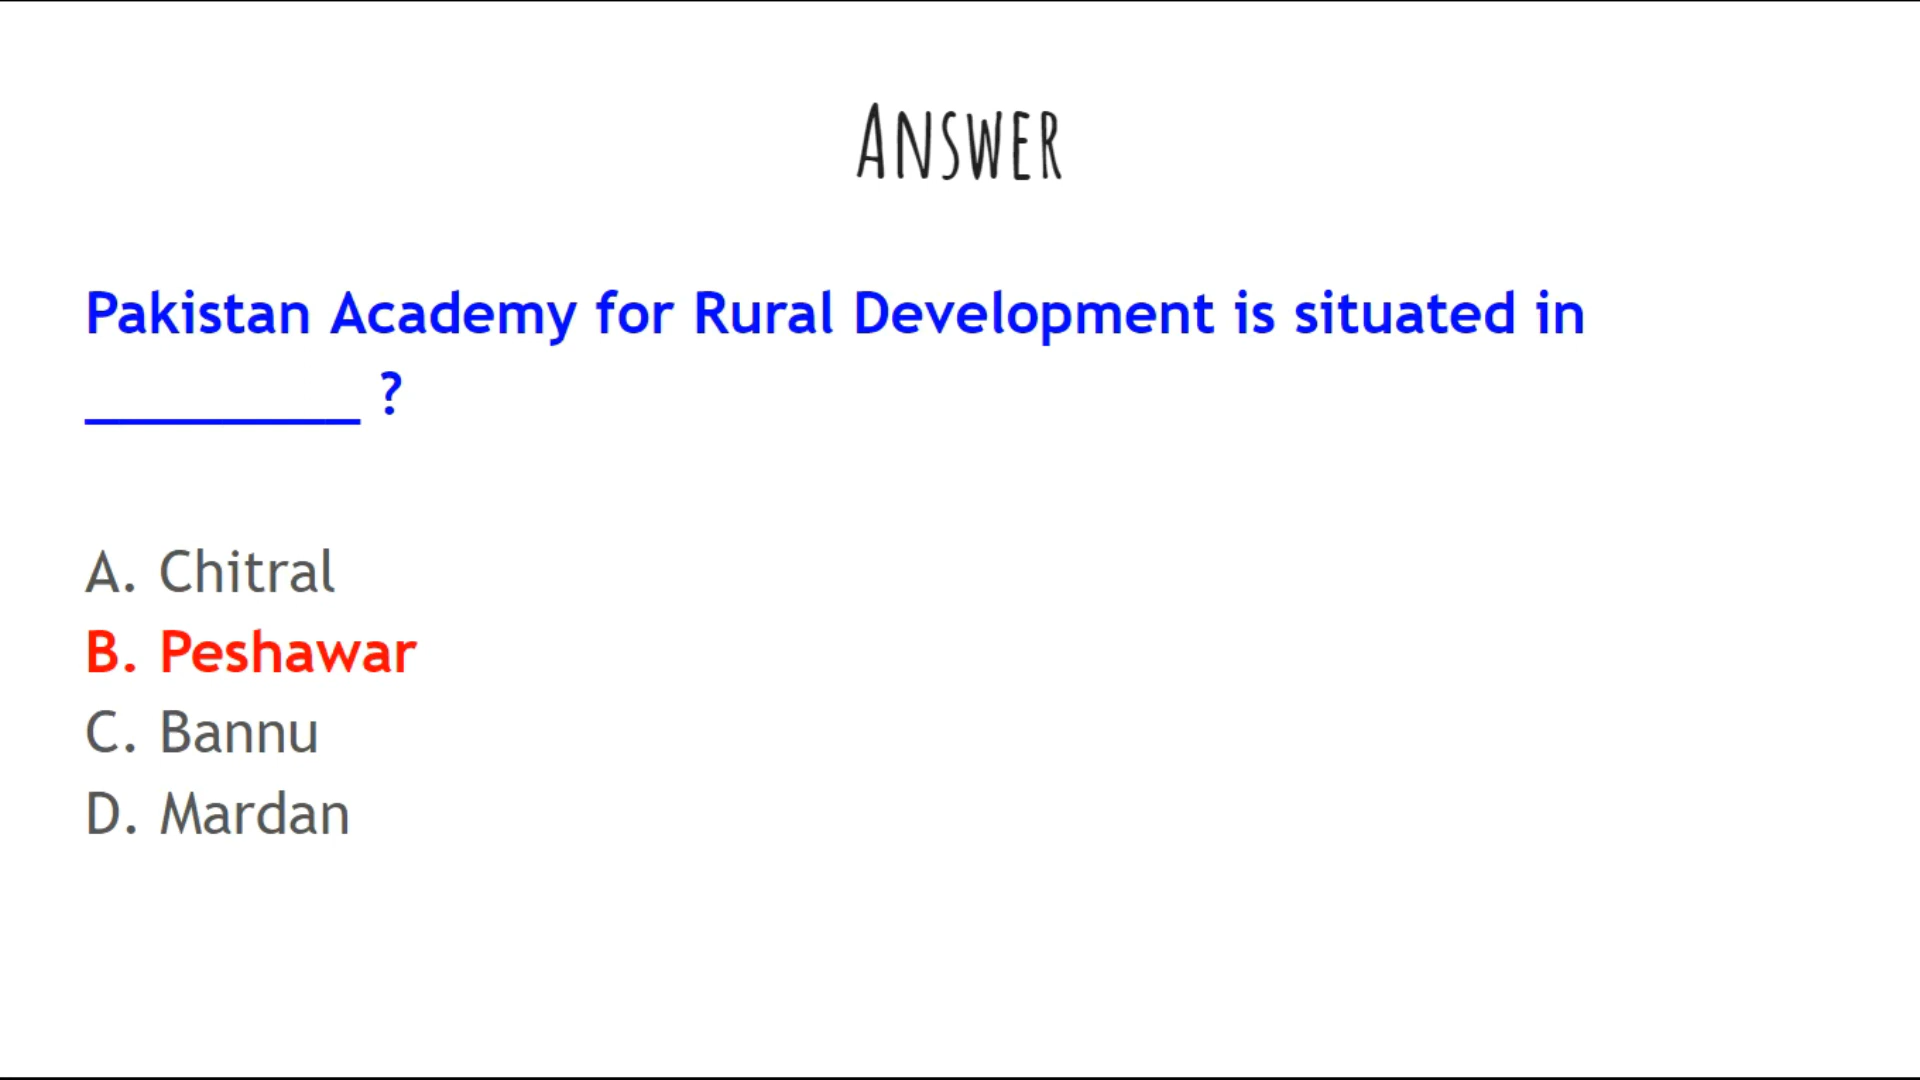 ANSWER
Pakistan Academy for Rural Development is situated in
________ ?
A. Chitral
B. Peshawar
C. Bannu
D. Mardan